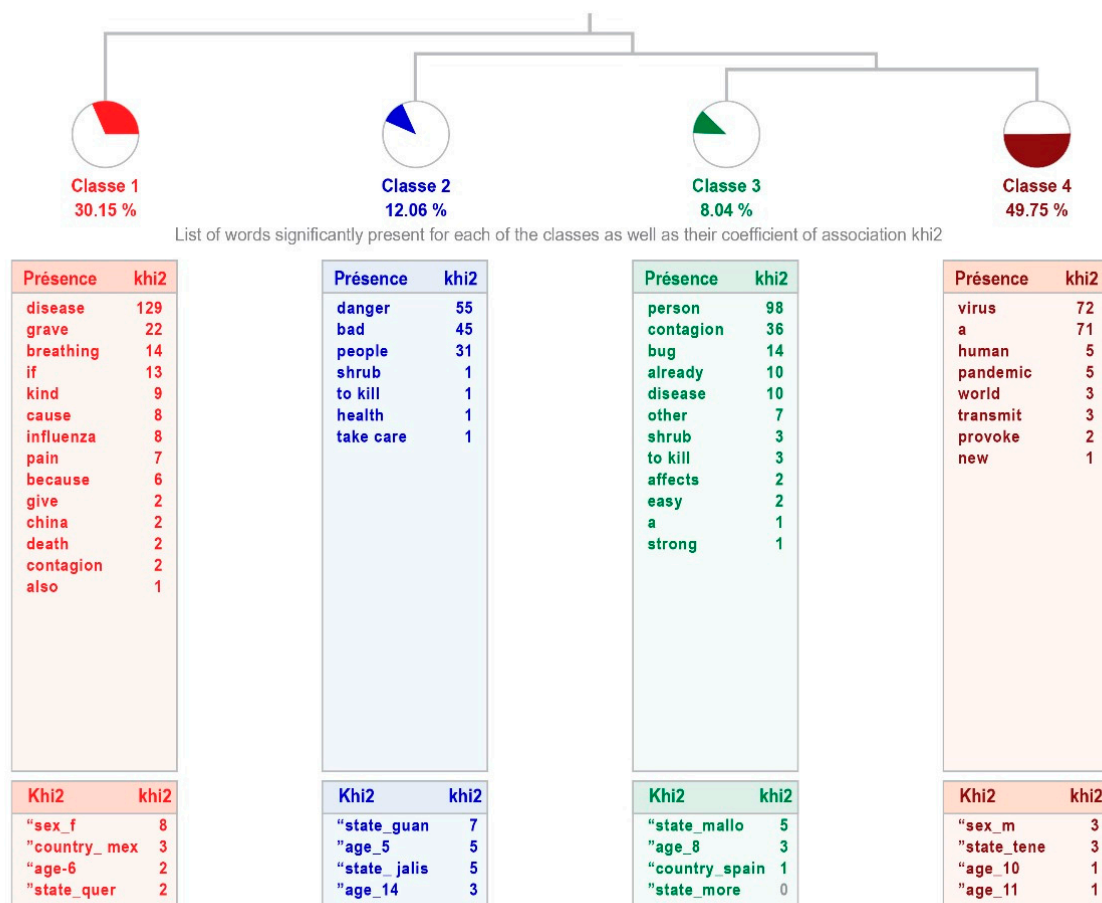 Classe 1
30.15 %
Classe 2
12.06 %
Classe 3
8.04 %
Classe 4
49.75 %
List of words significantly present for each of the classes as well as their coefficient of association khi2
Présence khi2
disease 129
grave 22
breathing 14
if 13
kind 9
cause 8
influenza 8
pain 7
because 6
give 2
china 2
death 2
contagion 2
also 1
Présence khi2
danger 55
bad 45
people 31
shrub 1
to kill 1
health 1
take care 1
Présence khi2
person 98
contagion 36
bug 14
already 10
disease 10
other 7
shrub 3
to kill 3
affects 2
easy 2
a 1
strong 1
Présence khi2
virus 72
a 71
human 5
pandemic 5
world 3
transmit 3
provoke 2
new 1
Khi2 khi2
“sex_f 8
"country_ mex 3
“age-6 2
"state_quer 2
Khi2 khi2
“state_guan 7
"age_5 5
“state_ jalis 5
"age_14 3
Khi2 khi2
“state_mallo 5
"age_8 3
“country_spain 1
"state_more 0
Khi2 khi2
“sex_m 3
"state_tene 3
“age_10 1
"age_11 1